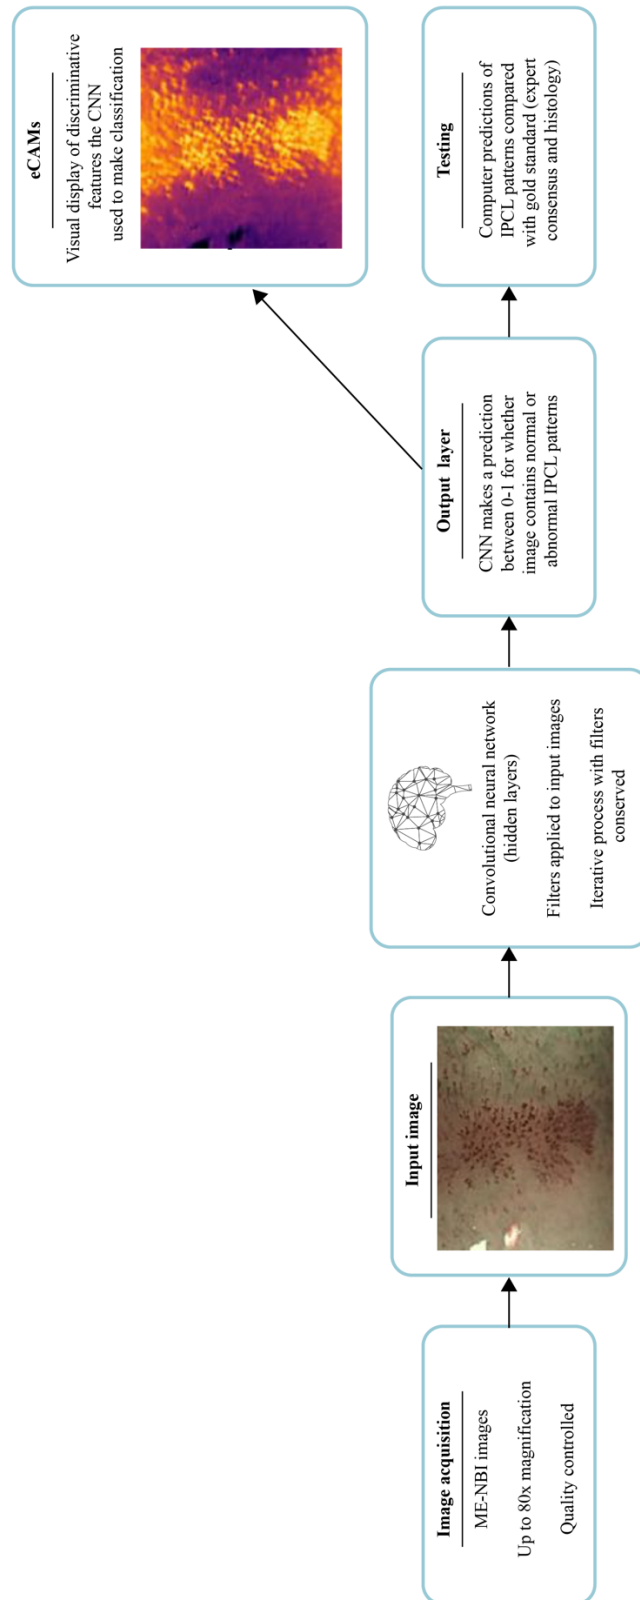 Image acquisition
ME-NBI images
Up to 80x magnification
Quality controlled
Input image
Convolutional neural network
(hidden layers)
Filters applied to input images
Iterative process with filters
conserved
Output layer
CNN makes a prediction
between 0-1 for whether
image contains normal or
abnormal IPCL patterns
eCAMs
Visual display of discriminative
features the CNN
used to make classification
Testing
Computer predictions of
IPCL patterns compared
with gold standard (expert
consensus and histology)